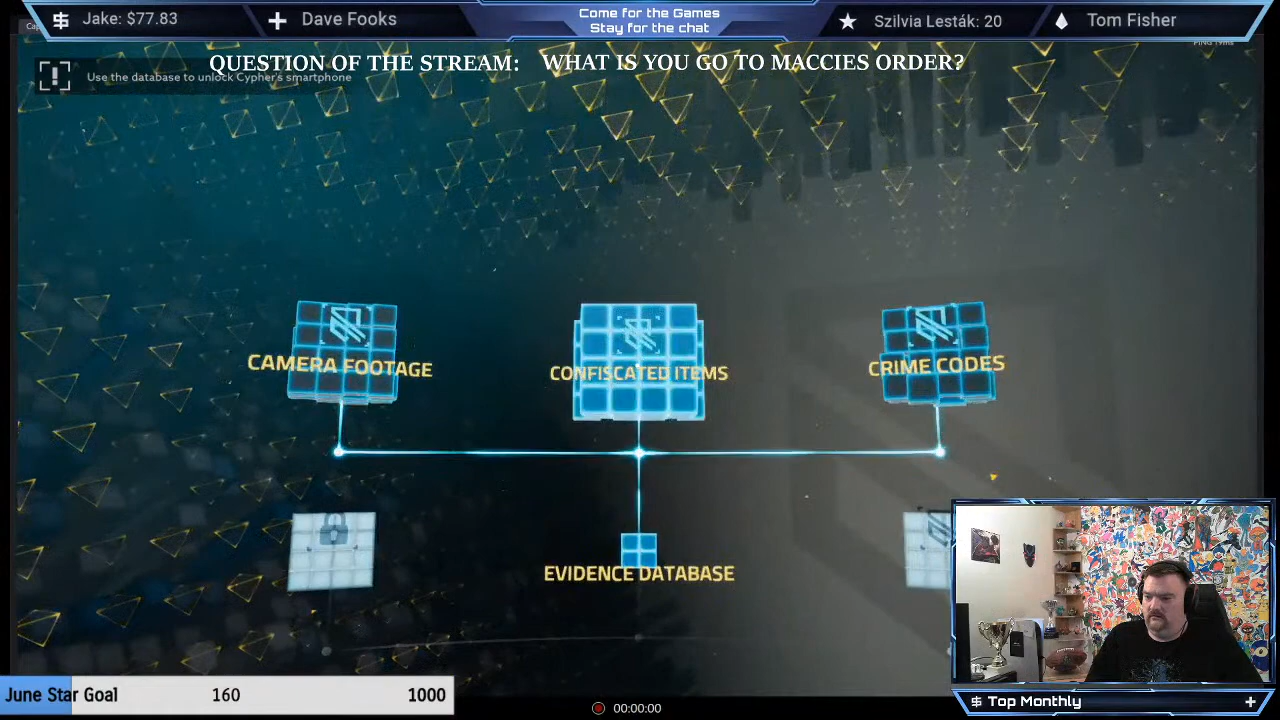 Jake: $77.83
Dave Fooks
Come for the Games
Stay for the chat
Szilvia Lesták: 20
Tom Fisher
QUESTION OF THE STREAM: WHAT IS YOU GO TO MACCIES ORDER?
Use the database to unlock Cypher's smartphone
CAMERA FOOTAGE
CONFISCATED ITEMS
CRIME CODES
EVIDENCE DATABASE
June Star Goal 160 1000
00:00:00
Top Monthly